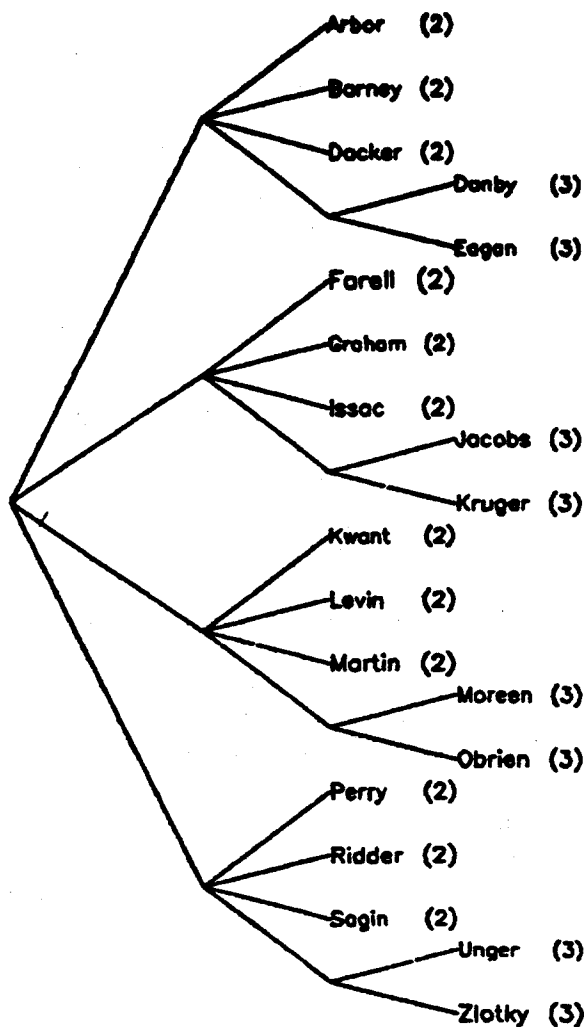 Arbor (2)
Barney (2)
Dacker (2)
Danby (3)
Eagan (3)
Farell (2)
Graham (2)
Issac (2)
Jacobs (3)
Kruger (3)
Kwant (2)
Levin (2)
Martin (2)
Moreen (3)
Obrien (3)
Perry (2)
Ridder (2)
Sagin (2)
Unger (3)
Zlotky (3)